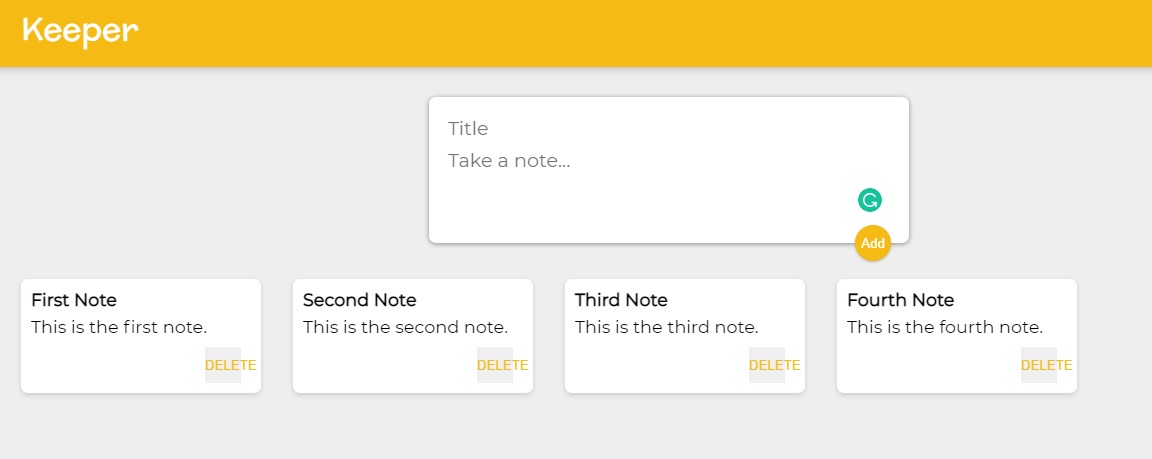 Keeper
Title
Take a note...
Add
First Note
This is the first note.
DELETE
Second Note
This is the second note.
DELETE
Third Note
This is the third note.
DELETE
Fourth Note
This is the fourth note.
DELETE